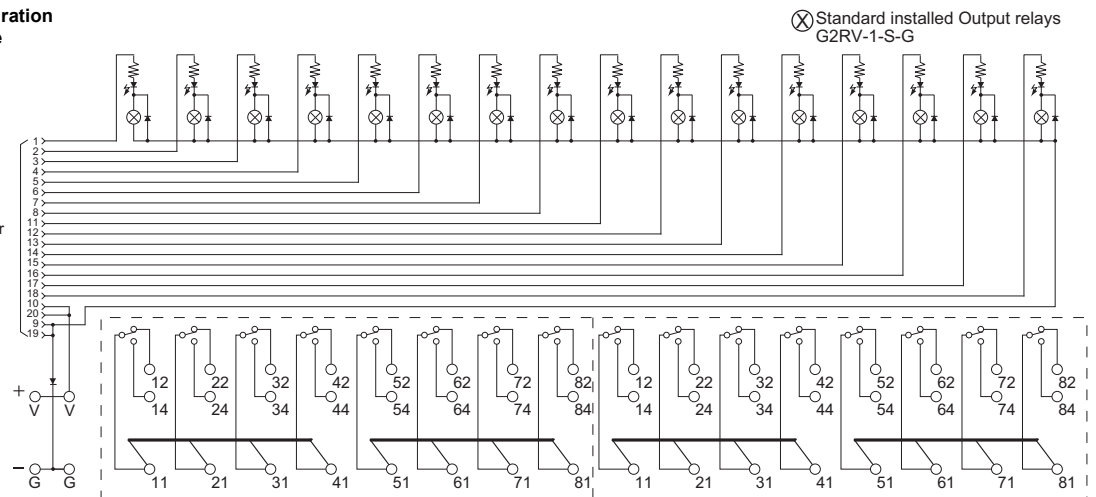 ration
e
Standard installed Output relays
G2RV-1-S-G
1
2
3
4
5
6
7
8
11
12
13
14
15
16
17
18
10
20
9
19
r
12 22 32 42 52 62 72 82 12 22 32 42 52 62 72 82
+ V V 14 24 34 44 54 64 74 84 14 24 34 44 54 64 74 84
− G G 11 21 31 41 51 61 71 81 11 21 31 41 51 61 71 81